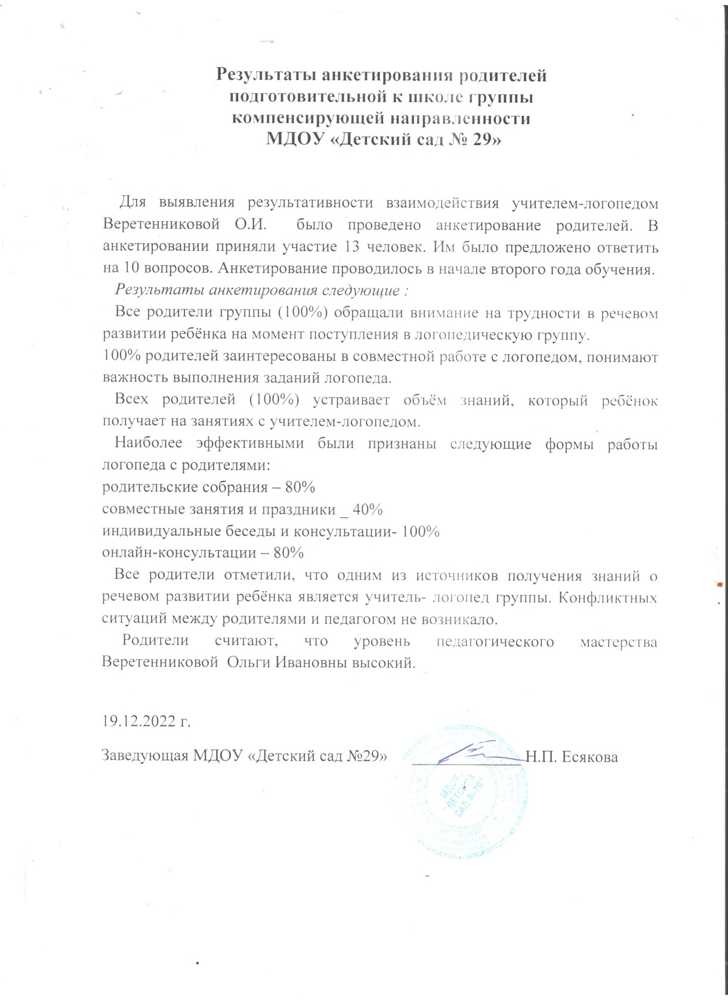 Результаты анкетирования родителей
подготовительной к школе группы
компенсирующей направленности
МДОУ «Детский сад № 29»
Для выявления результативности взаимодействия учителем-логопедом
Веретенниковой О.И. было проведено анкетирование родителей. В
анкетировании приняли участие 13 человек. Им было предложено ответить
на 10 вопросов. Анкетирование проводилось в начале второго года обучения.
Результаты анкетирования следующие :
Все родители группы (100%) обращали внимание на трудности в речевом
развитии ребёнка на момент поступления в логопедическую группу.
100% родителей заинтересованы в совместной работе с логопедом, понимают
важность выполнения заданий логопеда.
Всех родителей (100%) устраивает объём знаний, который ребёнок
получает на занятиях с учителем-логопедом.
Наиболее эффективными были признаны следующие формы работы
логопеда с родителями:
родительские собрания – 80%
совместные занятия и праздники _ 40%
индивидуальные беседы и консультации- 100%
онлайн-консультации – 80%
Все родители отметили, что одним из источников получения знаний о
речевом развитии ребёнка является учитель- логопед группы. Конфликтных
ситуаций между родителями и педагогом не возникало.
Родители считают, что уровень педагогического мастерства
Веретенниковой Ольги Ивановны высокий.
19.12.2022 г.
Заведующая МДОУ «Детский сад №29» _____________Н.П. Есякова
МДОУ
"ДЕТСКИЙ
САД №29"